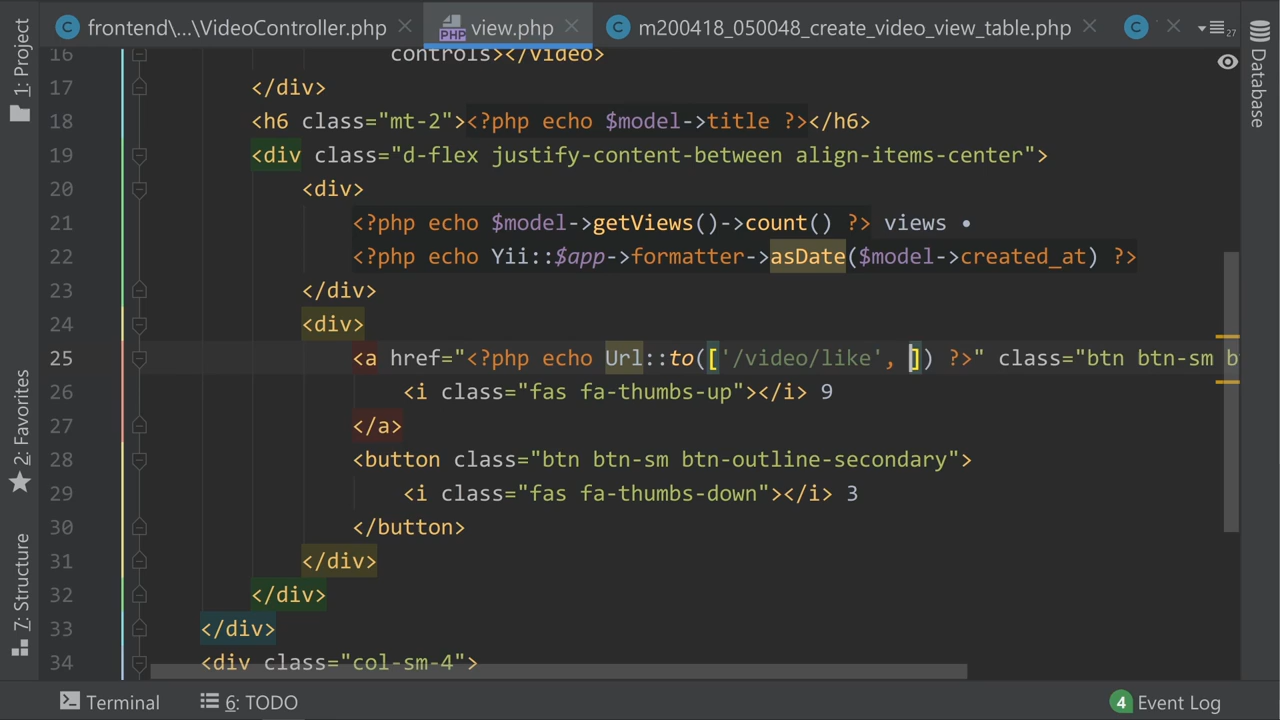 frontend\...\VideoController.php
view.php
m200418_050048_create_video_view_table.php
27
1: Project
2: Favorites
7: Structure
Database
16 controls></video>
17 </div>
18 <h6 class="mt-2"><?php echo $model->title ?></h6>
19 <div class="d-flex justify-content-between align-items-center">
20 <div>
21 <?php echo $model->getViews()->count() ?> views •
22 <?php echo Yii::$app->formatter->asDate($model->created_at) ?>
23 </div>
24 <div>
25 <a href="<?php echo Url::to(['/video/like', ]) ?>" class="btn btn-sm b
26 <i class="fas fa-thumbs-up"></i> 9
27 </a>
28 <button class="btn btn-sm btn-outline-secondary">
29 <i class="fas fa-thumbs-down"></i> 3
30 </button>
31 </div>
32 </div>
33 </div>
34 <div class="col-sm-4">
Terminal
6: TODO
4 Event Log